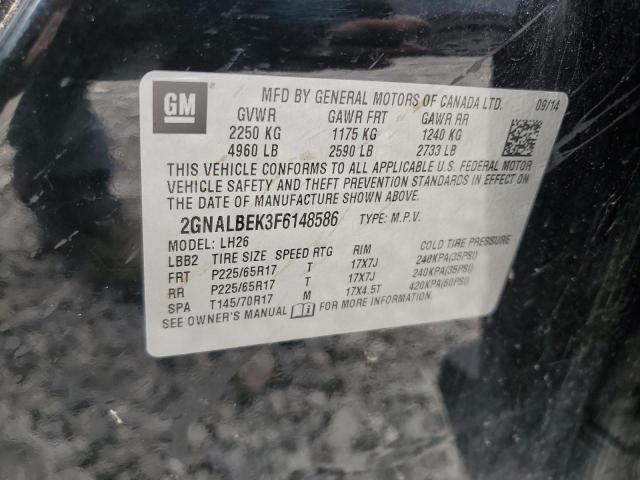 GM
MFD BY GENERAL MOTORS OF CANADA LTD. 09/14
GVWR GAWR FRT GAWR RR
2250 KG 1175 KG 1240 KG
4960 LB 2590 LB 2733 LB
THIS VEHICLE CONFORMS TO ALL APPLICABLE U.S. FEDERAL MOTOR
VEHICLE SAFETY AND THEFT PREVENTION STANDARDS IN EFFECT ON
THE DATE OF MANUFACTURE SHOWN ABOVE.
2GNALBEK3F6148586 TYPE: M.P.V.
MODEL: LH26
LBB2 TIRE SIZE SPEED RTG RIM COLD TIRE PRESSURE
FRT P225/65R17 T 17X7J 240KPA(35PSI)
RR P225/65R17 T 17X7J 240KPA(35PSI)
SPA T145/70R17 M 17X4.5T 420KPA(60PSI)
SEE OWNER'S MANUAL FOR MORE INFORMATION